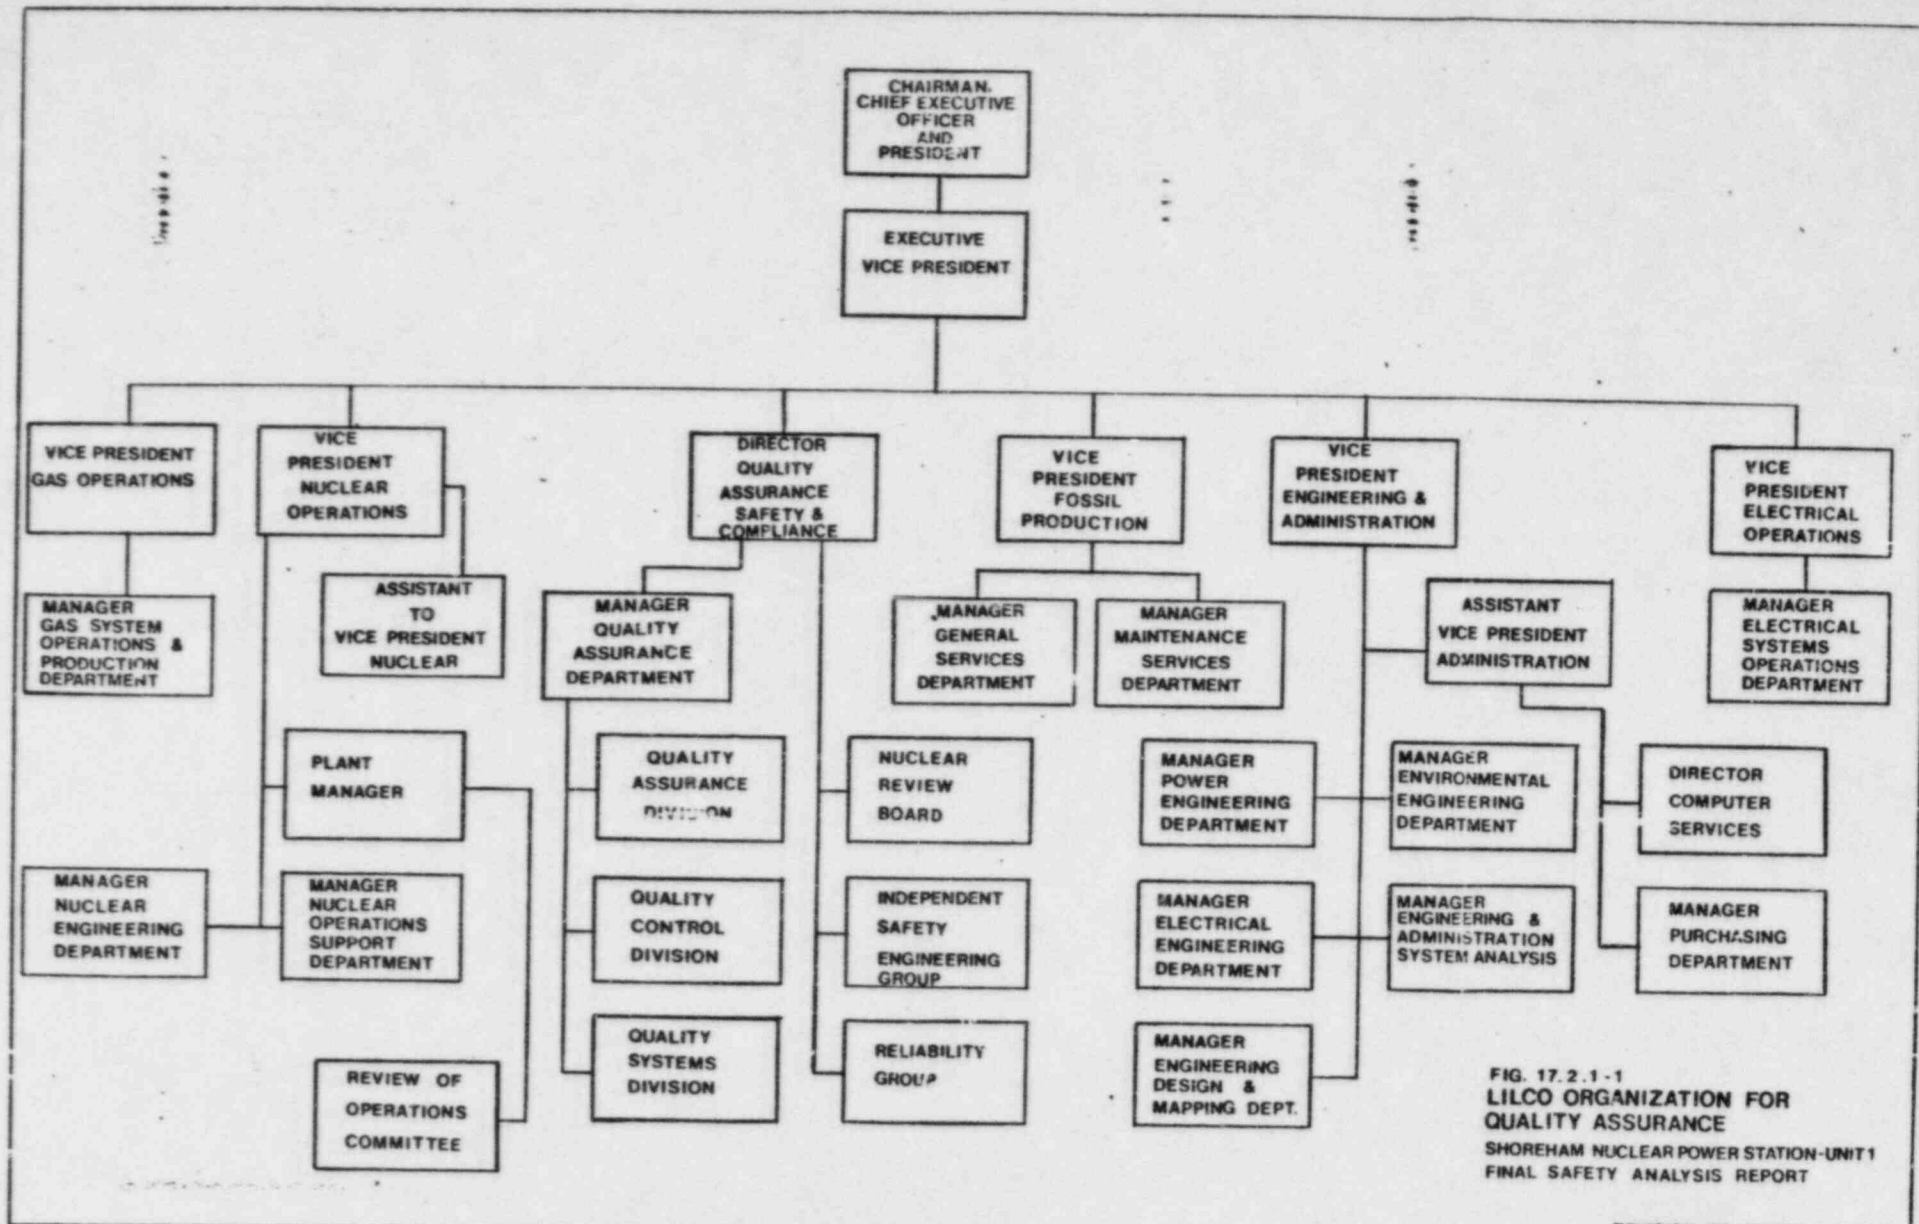 CHAIRMAN,
CHIEF EXECUTIVE
OFFICER
AND
PRESIDENT
EXECUTIVE
VICE PRESIDENT
VICE PRESIDENT
GAS OPERATIONS
VICE
PRESIDENT
NUCLEAR
OPERATIONS
DIRECTOR
QUALITY
ASSURANCE
SAFETY &
COMPLIANCE
VICE
PRESIDENT
FOSSIL
PRODUCTION
VICE
PRESIDENT
ENGINEERING &
ADMINISTRATION
VICE
PRESIDENT
ELECTRICAL
OPERATIONS
MANAGER
GAS SYSTEM
OPERATIONS &
PRODUCTION
DEPARTMENT
ASSISTANT
TO
VICE PRESIDENT
NUCLEAR
MANAGER
QUALITY
ASSURANCE
DEPARTMENT
MANAGER
GENERAL
SERVICES
DEPARTMENT
MANAGER
MAINTENANCE
SERVICES
DEPARTMENT
ASSISTANT
VICE PRESIDENT
ADMINISTRATION
MANAGER
ELECTRICAL
SYSTEMS
OPERATIONS
DEPARTMENT
PLANT
MANAGER
QUALITY
ASSURANCE
DIVISION
NUCLEAR
REVIEW
BOARD
MANAGER
POWER
ENGINEERING
DEPARTMENT
MANAGER
ENVIRONMENTAL
ENGINEERING
DEPARTMENT
DIRECTOR
COMPUTER
SERVICES
MANAGER
NUCLEAR
ENGINEERING
DEPARTMENT
MANAGER
NUCLEAR
OPERATIONS
SUPPORT
DEPARTMENT
QUALITY
CONTROL
DIVISION
INDEPENDENT
SAFETY
ENGINEERING
GROUP
MANAGER
ELECTRICAL
ENGINEERING
DEPARTMENT
MANAGER
ENGINEERING &
ADMINISTRATION
SYSTEM ANALYSIS
MANAGER
PURCHASING
DEPARTMENT
REVIEW OF
OPERATIONS
COMMITTEE
QUALITY
SYSTEMS
DIVISION
RELIABILITY
GROUP
MANAGER
ENGINEERING
DESIGN &
MAPPING DEPT.
FIG. 17.2.1-1
LILCO ORGANIZATION FOR
QUALITY ASSURANCE
SHOREHAM NUCLEAR POWER STATION-UNIT 1
FINAL SAFETY ANALYSIS REPORT